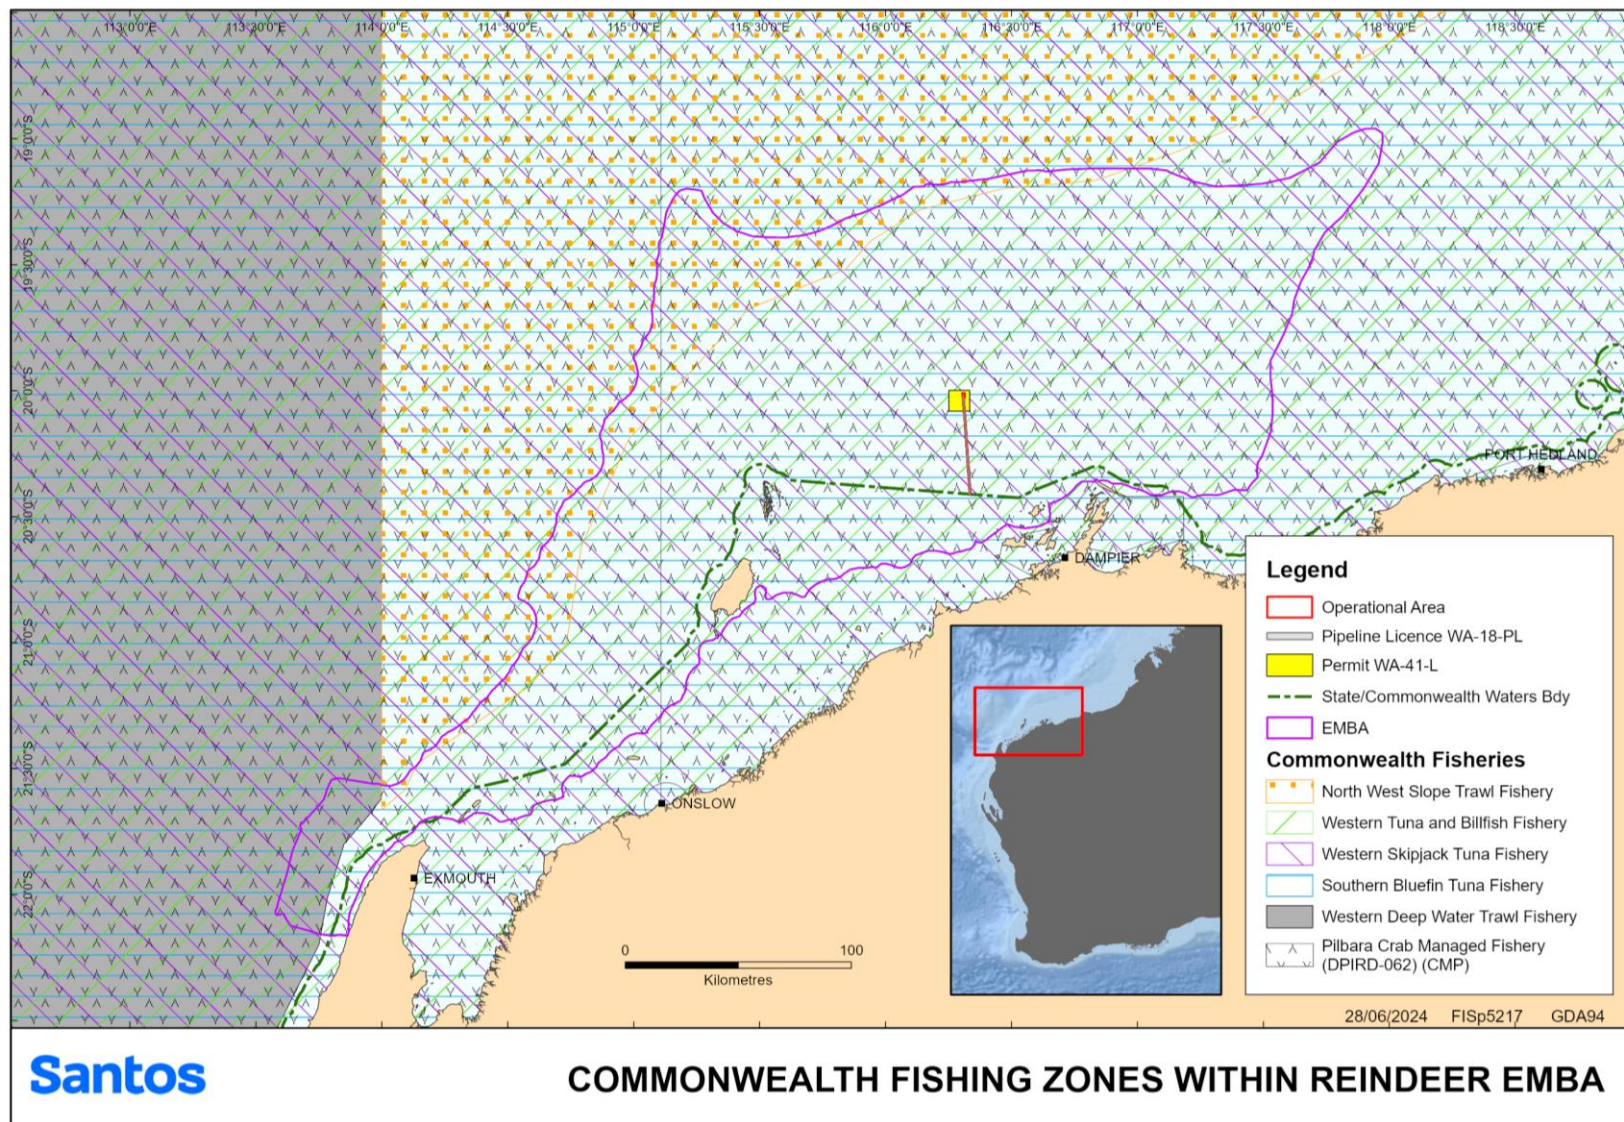 113°0'0"E 113°30'0"E 114°0'0"E 114°30'0"E 115°0'0"E 115°30'0"E 116°0'0"E 116°30'0"E 117°0'0"E 117°30'0"E 118°0'0"E 118°30'0"E
19°0'0"S
19°30'0"S
20°0'0"S
20°30'0"S
21°0'0"S
21°30'0"S
22°0'0"S
PORT HEDLAND
DAMPIER
ONSLOW
EXMOUTH
0 100
Kilometres
Legend
Operational Area
Pipeline Licence WA-18-PL
Permit WA-41-L
State/Commonwealth Waters Bdy
EMBA
Commonwealth Fisheries
North West Slope Trawl Fishery
Western Tuna and Billfish Fishery
Western Skipjack Tuna Fishery
Southern Bluefin Tuna Fishery
Western Deep Water Trawl Fishery
Pilbara Crab Managed Fishery
(DPIRD-062) (CMP)
28/06/2024 FISp5217 GDA94
Santos
COMMONWEALTH FISHING ZONES WITHIN REINDEER EMBA